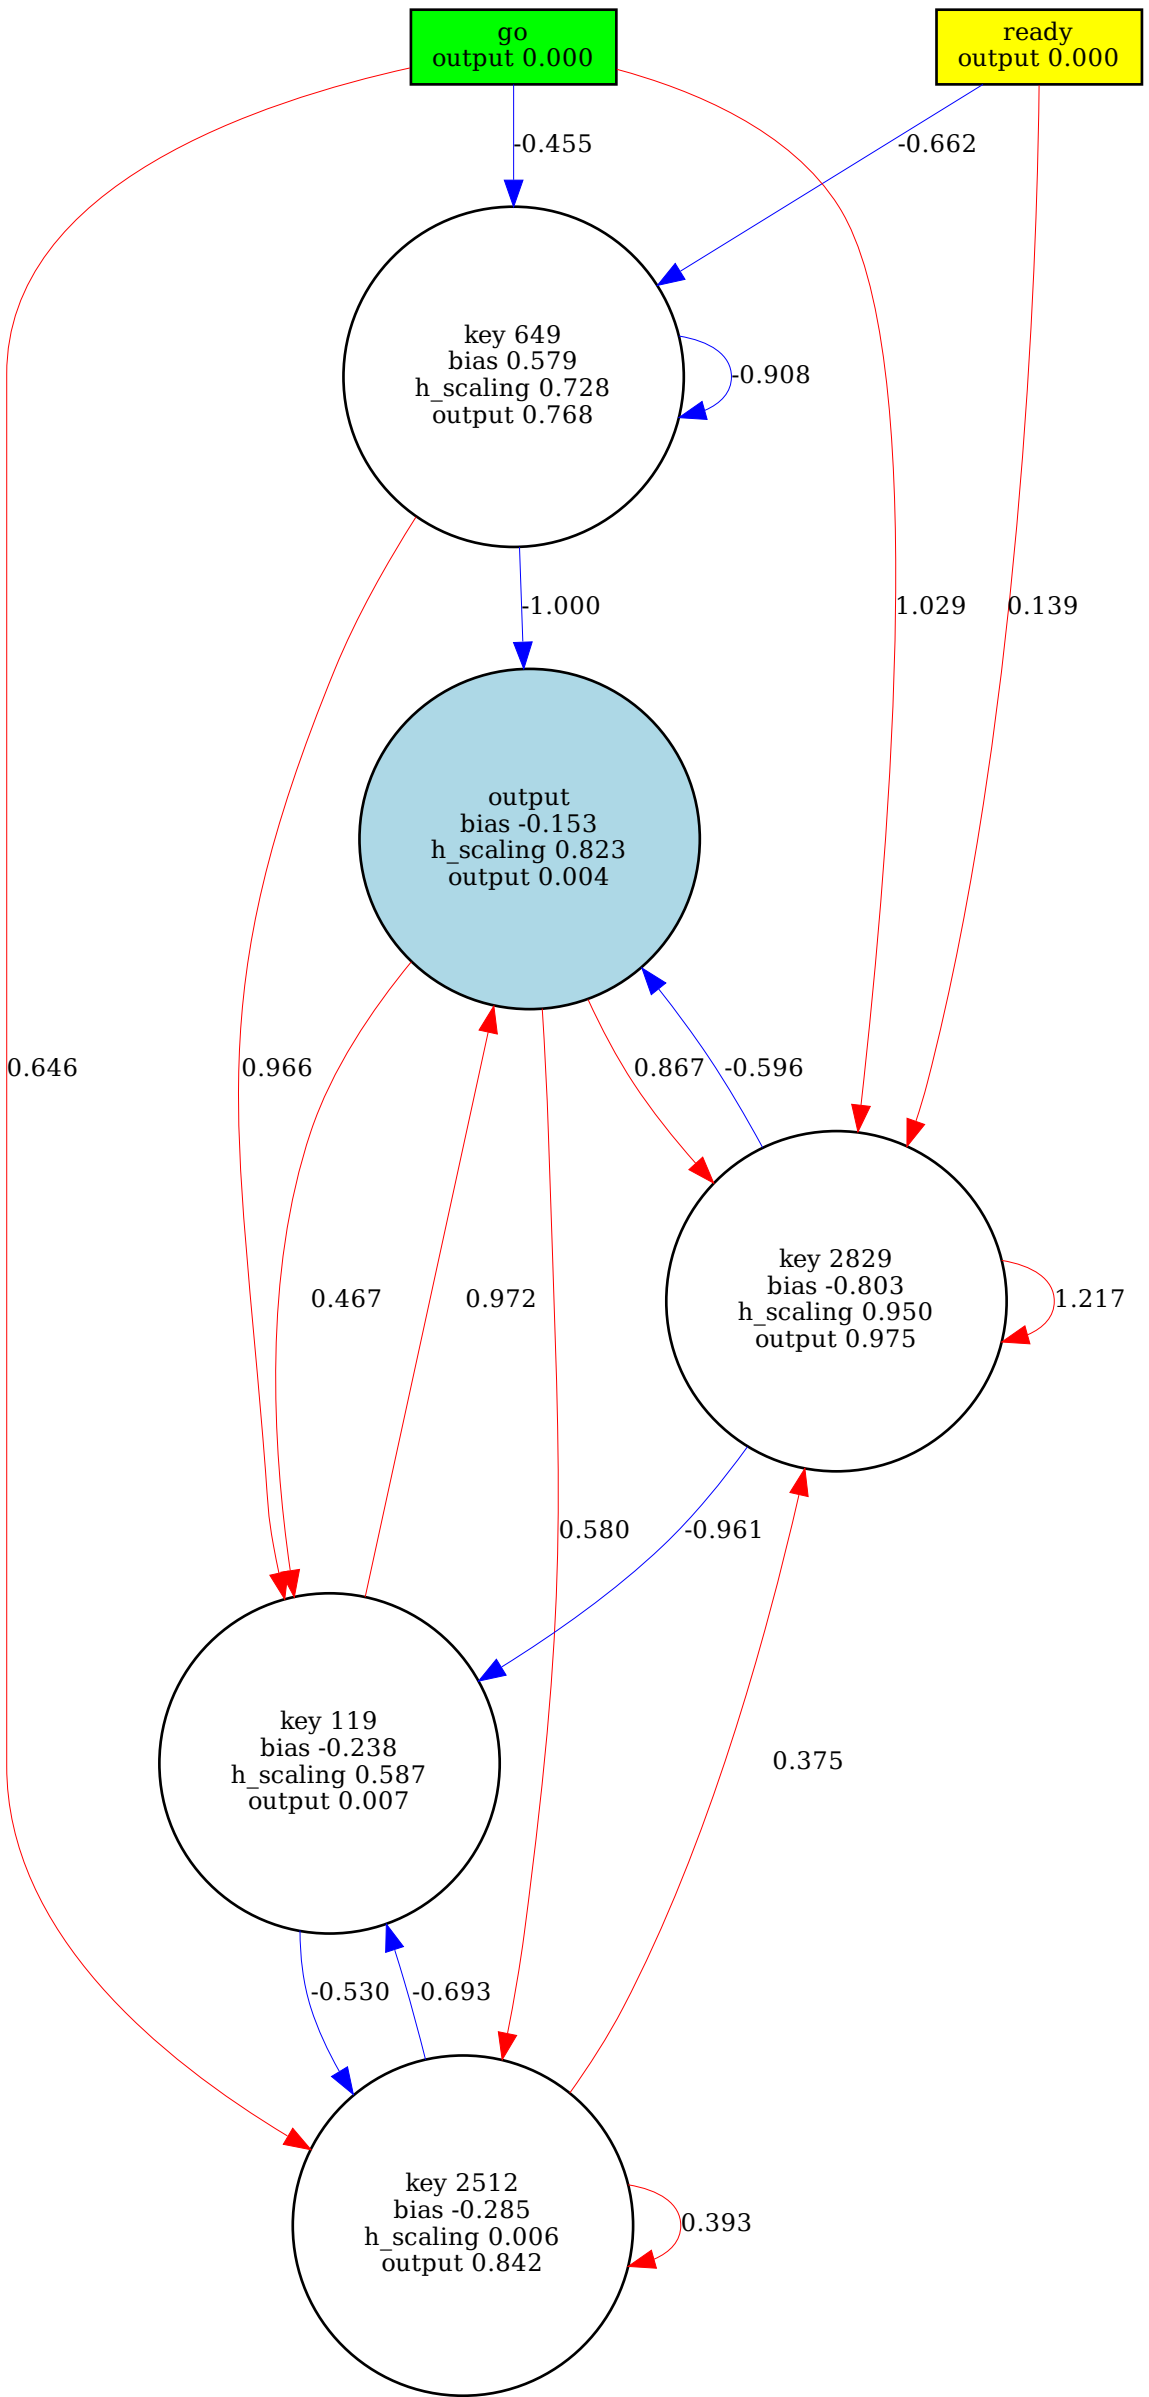 go
output 0.000
ready
output 0.000
-0.455
-0.662
key 649
bias 0.579
h_scaling 0.728
output 0.768
-0.908
-1.000
1.029
0.139
output
bias -0.153
h_scaling 0.823
output 0.004
0.646
0.966
0.867
-0.596
key 2829
bias -0.803
h_scaling 0.950
output 0.975
1.217
0.467
0.972
0.580
-0.961
key 119
bias -0.238
h_scaling 0.587
output 0.007
0.375
-0.530
-0.693
key 2512
bias -0.285
h_scaling 0.006
output 0.842
0.393